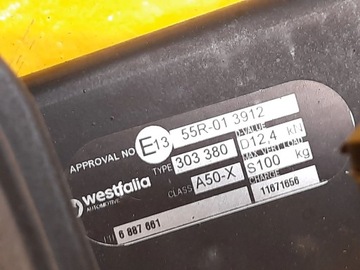 APPROVAL NO E13 55R-01 3912
TYPE 303 380 D-VALUE D12,4 kN
westfalia
AUTOMOTIVE
CLASS A50-X MAX. VERT LOAD S100 kg
CHARGE 11671656
6 887 661